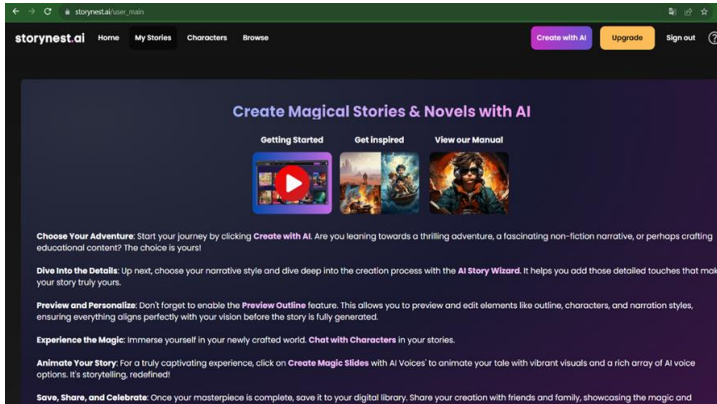 storynest.ai/user_main
storynest.ai Home My Stories Characters Browse Create with AI Upgrade Sign out
Create Magical Stories & Novels with AI
Getting Started Get inspired View our Manual
Choose Your Adventure: Start your journey by clicking Create with AI. Are you leaning towards a thrilling adventure, a fascinating non-fiction narrative, or perhaps crafting
educational content? The choice is yours!
Dive Into the Details: Up next, choose your narrative style and dive deep into the creation process with the AI Story Wizard. It helps you add those detailed touches that mak
your story truly yours.
Preview and Personalize: Don't forget to enable the Preview Outline feature. This allows you to preview and edit elements like outline, characters, and narration styles,
ensuring everything aligns perfectly with your vision before the story is fully generated.
Experience the Magic: Immerse yourself in your newly crafted world. Chat with Characters in your stories.
Animate Your Story: For a truly captivating experience, click on Create Magic Slides with AI Voices' to animate your tale with vibrant visuals and a rich array of AI voice
options. It's storytelling, redefined!
Save, Share, and Celebrate: Once your masterpiece is complete, save it to your digital library. Share your creation with friends and family, showcasing the magic and